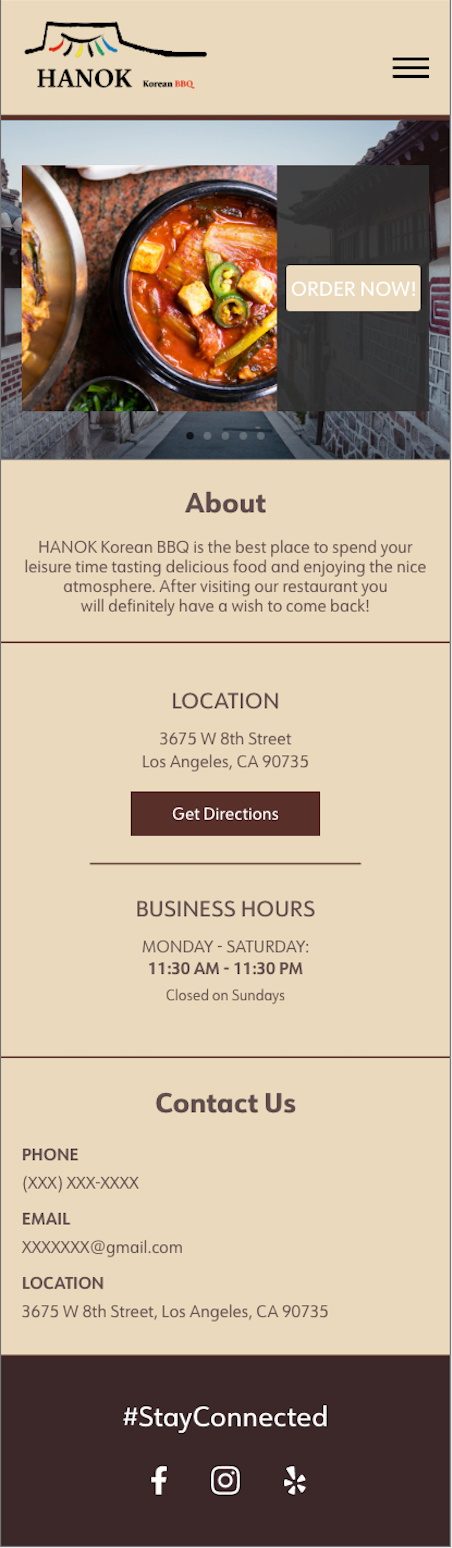 HANOK Korean BBQ
ORDER NOW!
About
HANOK Korean BBQ is the best place to spend your
leisure time tasting delicious food and enjoying the nice
atmosphere. After visiting our restaurant you
will definitely have a wish to come back!
LOCATION
3675 W 8th Street
Los Angeles, CA 90735
Get Directions
BUSINESS HOURS
MONDAY - SATURDAY:
11:30 AM - 11:30 PM
Closed on Sundays
Contact Us
PHONE
(XXX) XXX-XXXX
EMAIL
XXXXXXX@gmail.com
LOCATION
3675 W 8th Street, Los Angeles, CA 90735
#StayConnected